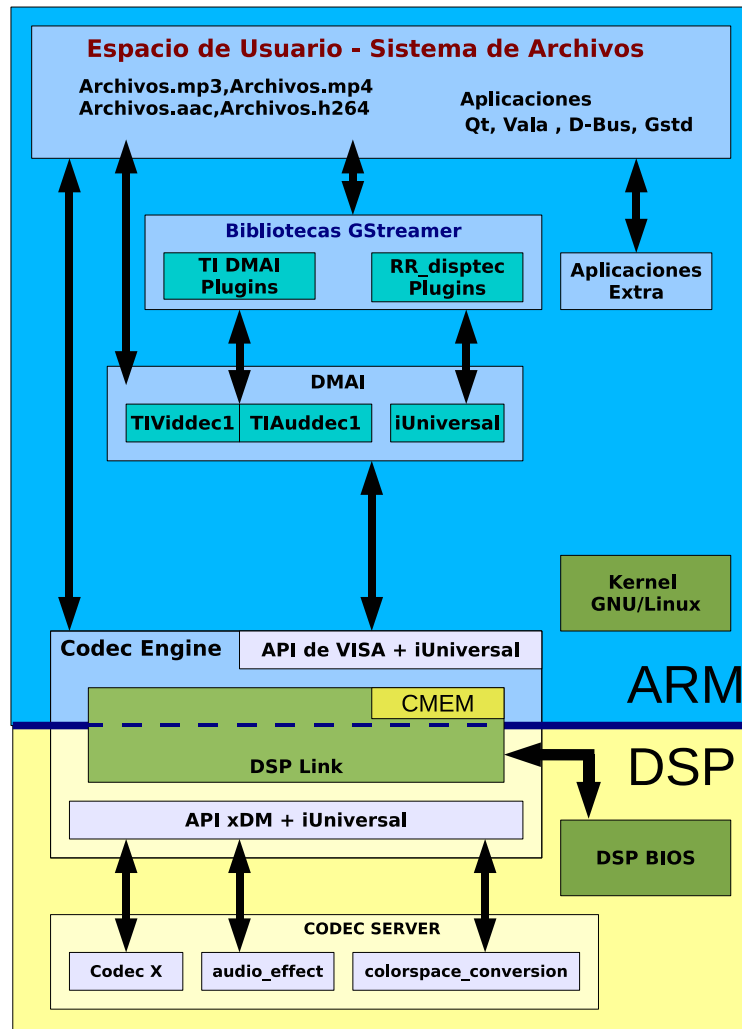 Espacio de Usuario - Sistema de Archivos
Archivos.mp3,Archivos.mp4
Archivos.aac,Archivos.h264
Aplicaciones
Qt, Vala , D-Bus, Gstd
Bibliotecas GStreamer
TI DMAI
Plugins
RR_disptec
Plugins
Aplicaciones
Extra
DMAI
TIViddec1
TIAuddec1
iUniversal
Kernel
GNU/Linux
Codec Engine
API de VISA + iUniversal
ARM
CMEM
DSP Link
DSP
API xDM + iUniversal
DSP BIOS
CODEC SERVER
Codec X
audio_effect
colorspace_conversion